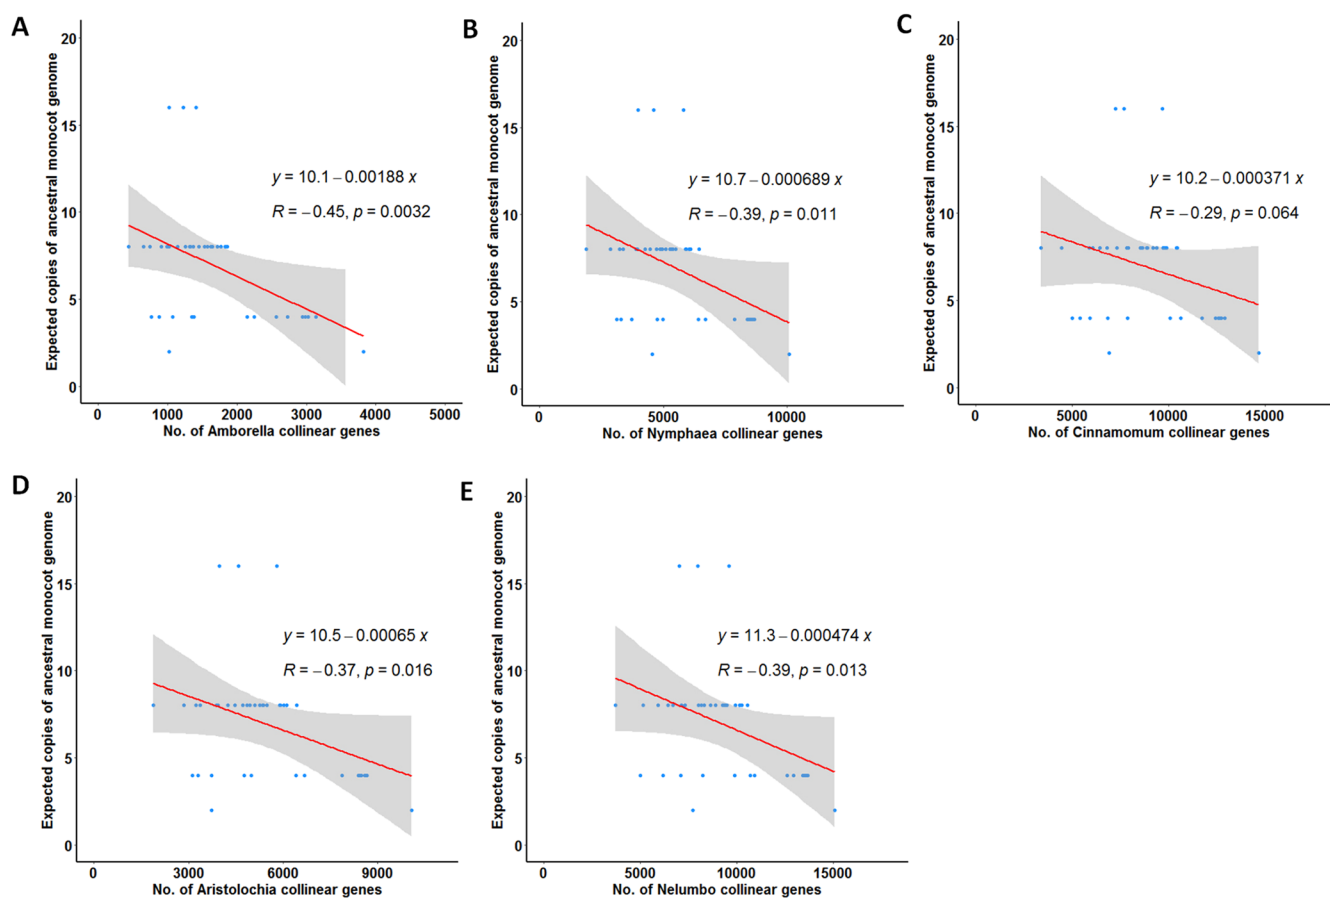 A
Expected copies of ancestral monocot genome
20
15
10
5
0
y = 10.1 − 0.00188 x
R = −0.45, p = 0.0032
0 1000 2000 3000 4000 5000
No. of Amborella collinear genes
B
Expected copies of ancestral monocot genome
20
15
10
5
0
y = 10.7 − 0.000689 x
R = −0.39, p = 0.011
0 5000 10000
No. of Nymphaea collinear genes
C
Expected copies of ancestral monocot genome
20
15
10
5
0
y = 10.2 − 0.000371 x
R = −0.29, p = 0.064
0 5000 10000 15000
No. of Cinnamomum collinear genes
D
Expected copies of ancestral monocot genome
20
15
10
5
0
y = 10.5 − 0.00065 x
R = −0.37, p = 0.016
0 3000 6000 9000
No. of Aristolochia collinear genes
E
Expected copies of ancestral monocot genome
20
15
10
5
0
y = 11.3 − 0.000474 x
R = −0.39, p = 0.013
0 5000 10000 15000
No. of Nelumbo collinear genes